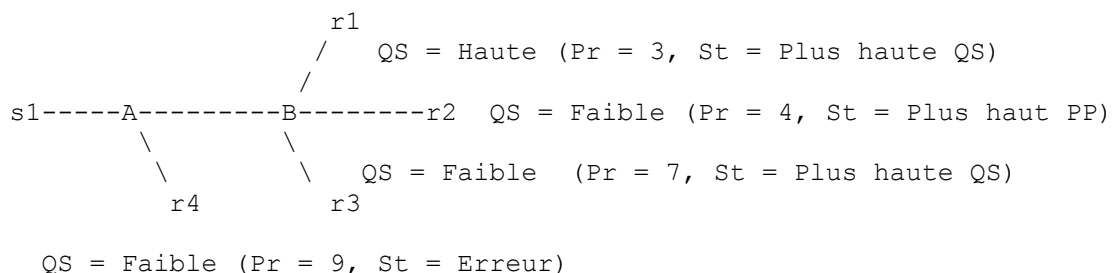 r1
/ QS = Haute (Pr = 3, St = Plus haute QS)
/
s1-----A---------B--------r2 QS = Faible (Pr = 4, St = Plus haut PP)
\ \
\ \ QS = Faible (Pr = 7, St = Plus haute QS)
r4 r3
QS = Faible (Pr = 9, St = Erreur)